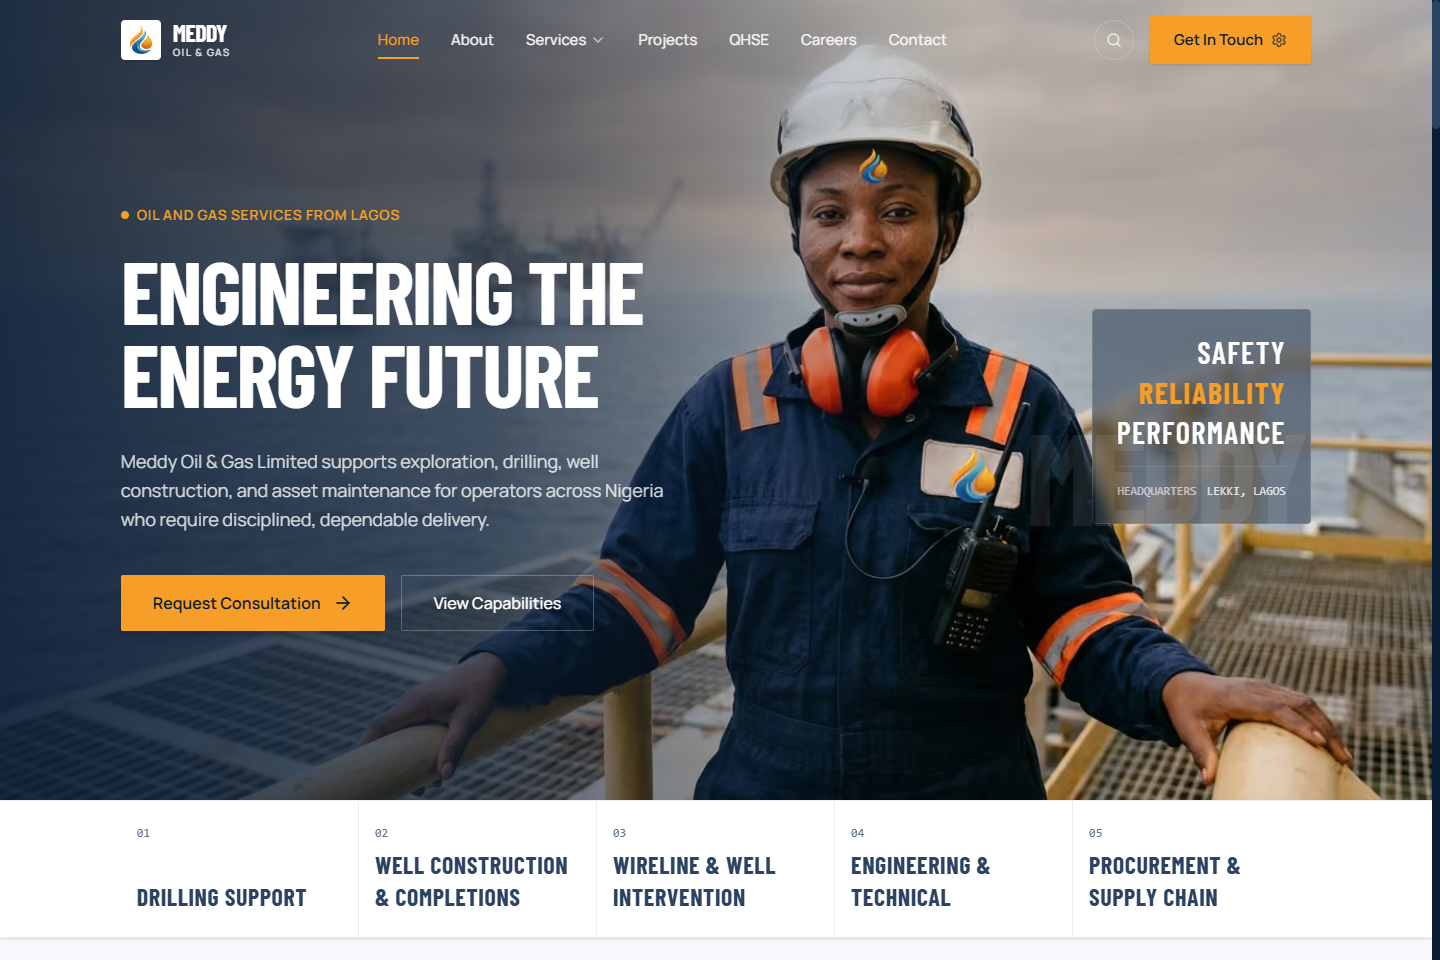 MEDDY
OIL & GAS
Home
About
Services
Projects
QHSE
Careers
Contact
Get In Touch
OIL AND GAS SERVICES FROM LAGOS
ENGINEERING THE
ENERGY FUTURE
Meddy Oil & Gas Limited supports exploration, drilling, well
construction, and asset maintenance for operators across Nigeria
who require disciplined, dependable delivery.
Request Consultation
View Capabilities
SAFETY
RELIABILITY
PERFORMANCE
MEDDY
HEADQUARTERS LEKKI, LAGOS
01
DRILLING SUPPORT
02
WELL CONSTRUCTION
& COMPLETIONS
03
WIRELINE & WELL
INTERVENTION
04
ENGINEERING &
TECHNICAL
05
PROCUREMENT &
SUPPLY CHAIN